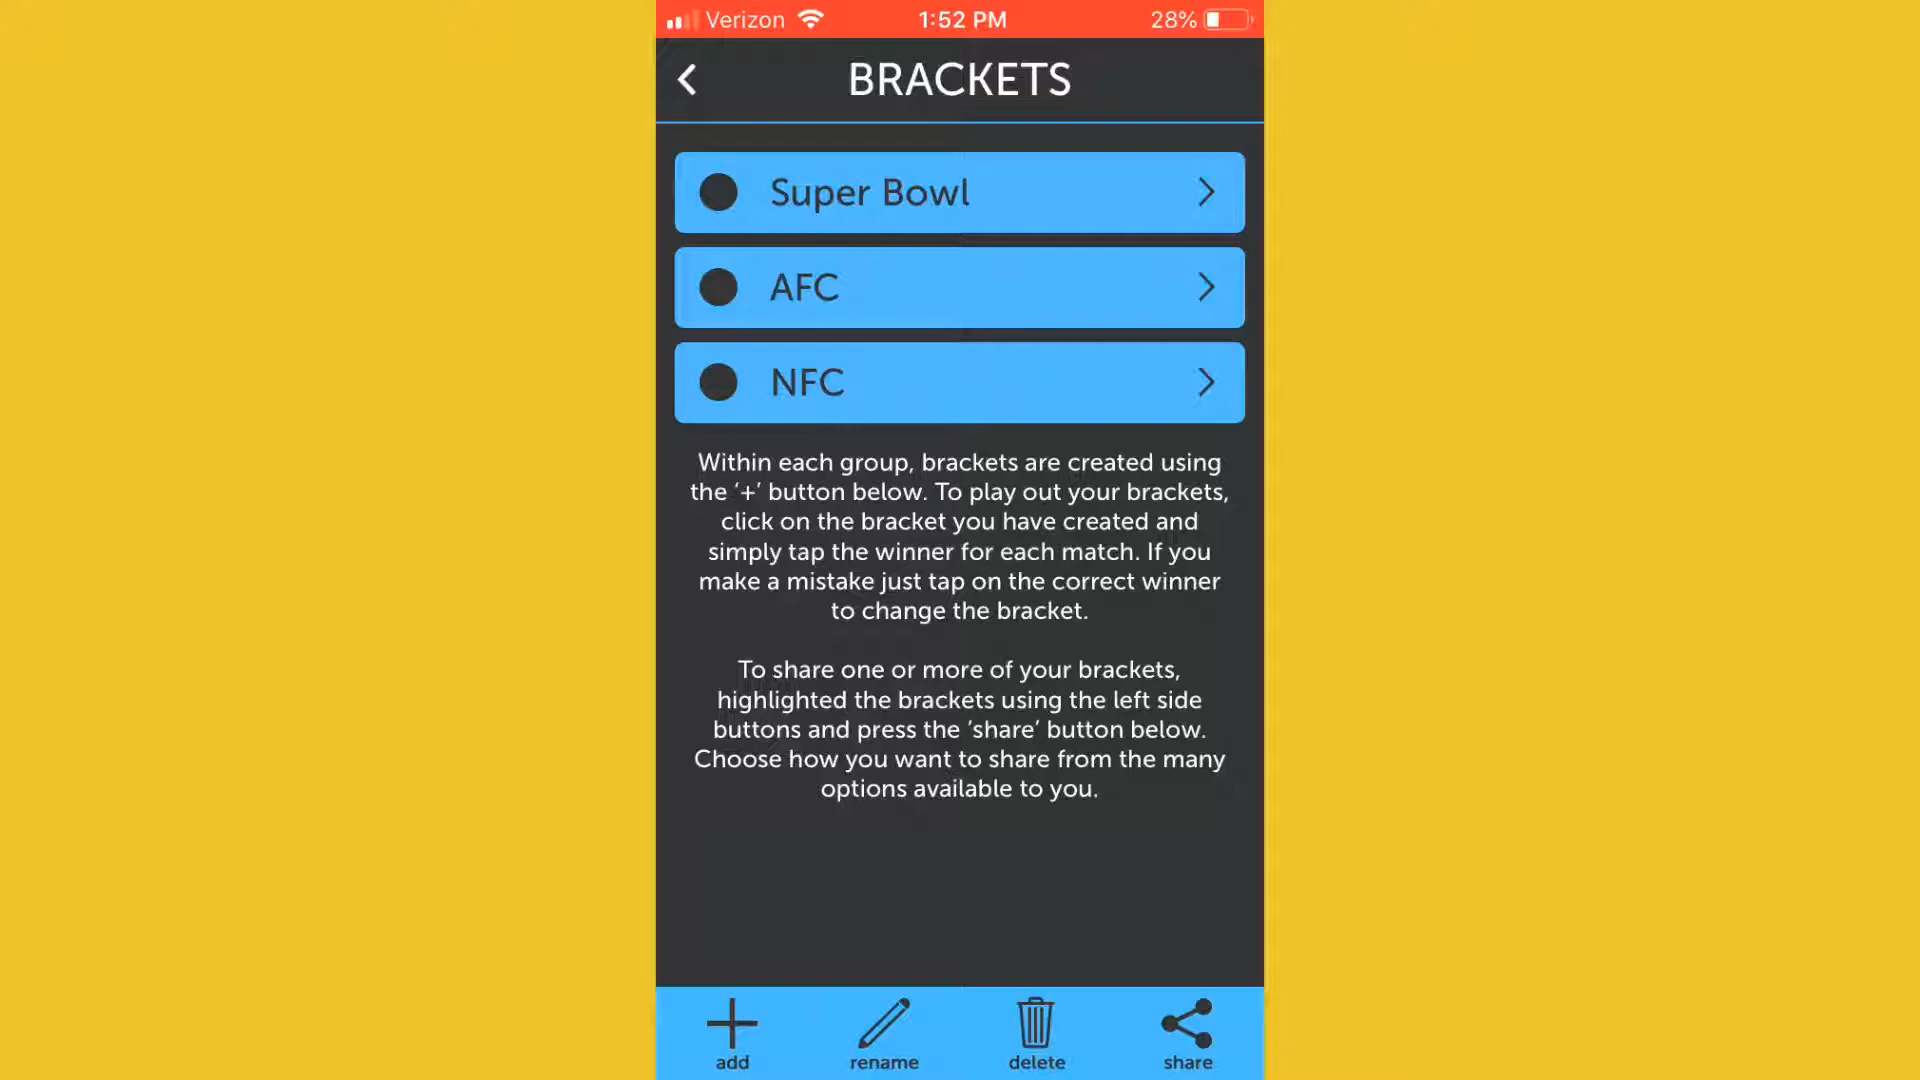 Verizon 1:52 PM 28%
BRACKETS
Super Bowl
AFC
NFC
Within each group, brackets are created using
the ‘+’ button below. To play out your brackets,
click on the bracket you have created and
simply tap the winner for each match. If you
make a mistake just tap on the correct winner
to change the bracket.
To share one or more of your brackets,
highlighted the brackets using the left side
buttons and press the ‘share’ button below.
Choose how you want to share from the many
options available to you.
add rename delete share